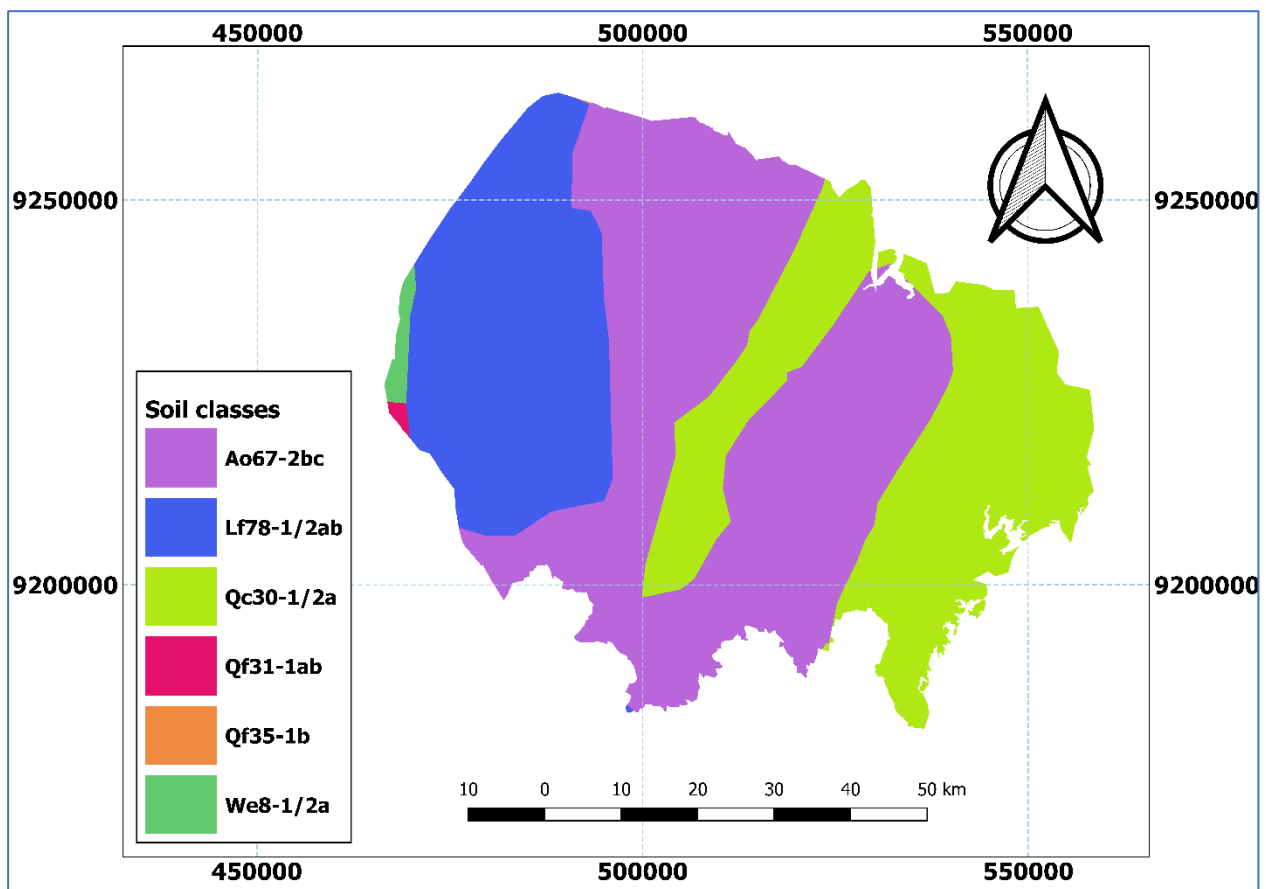 450000 500000 550000
9250000 9250000
9200000 9200000
Soil classes
Ao67-2bc
Lf78-1/2ab
Qc30-1/2a
Qf31-1ab
Qf35-1b
We8-1/2a
10 0 10 20 30 40 50 km
450000 500000 550000